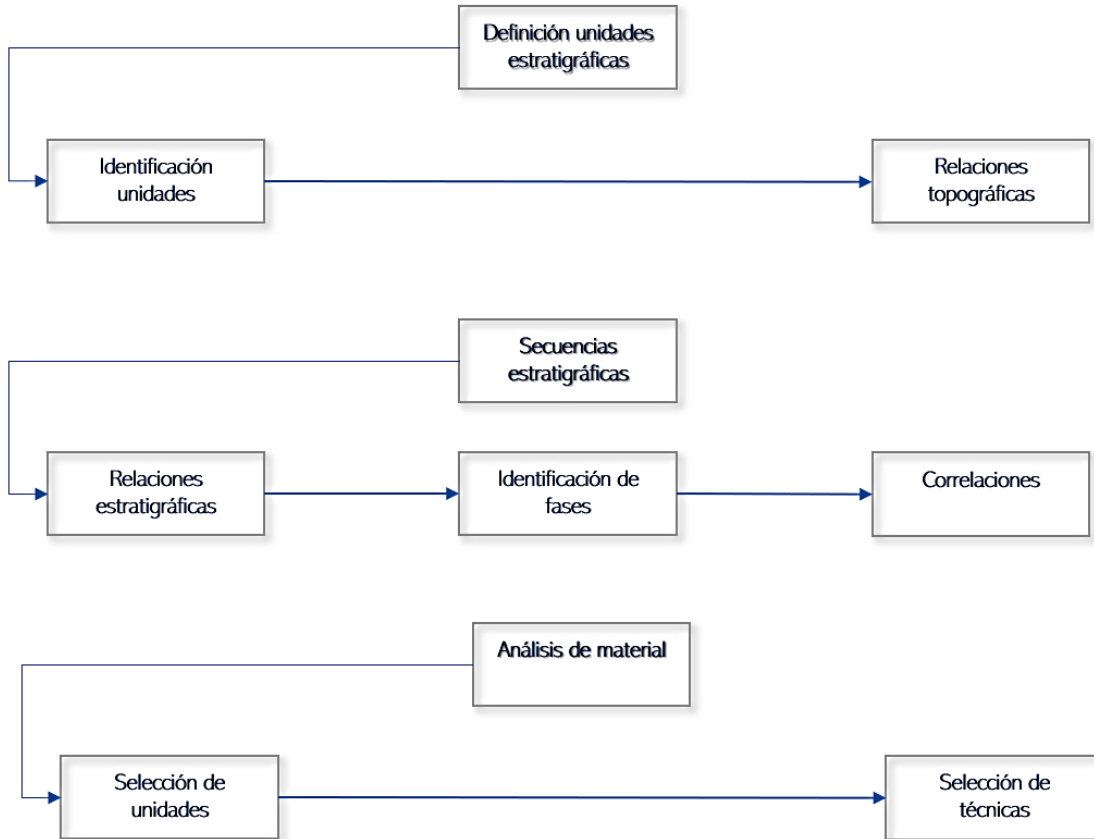 Definición unidades
estratigráficas
Identificación
unidades
Relaciones
topográficas
Secuencias
estratigráficas
Relaciones
estratigráficas
Identificación de
fases
Correlaciones
Análisis de material
Selección de
unidades
Selección de
técnicas